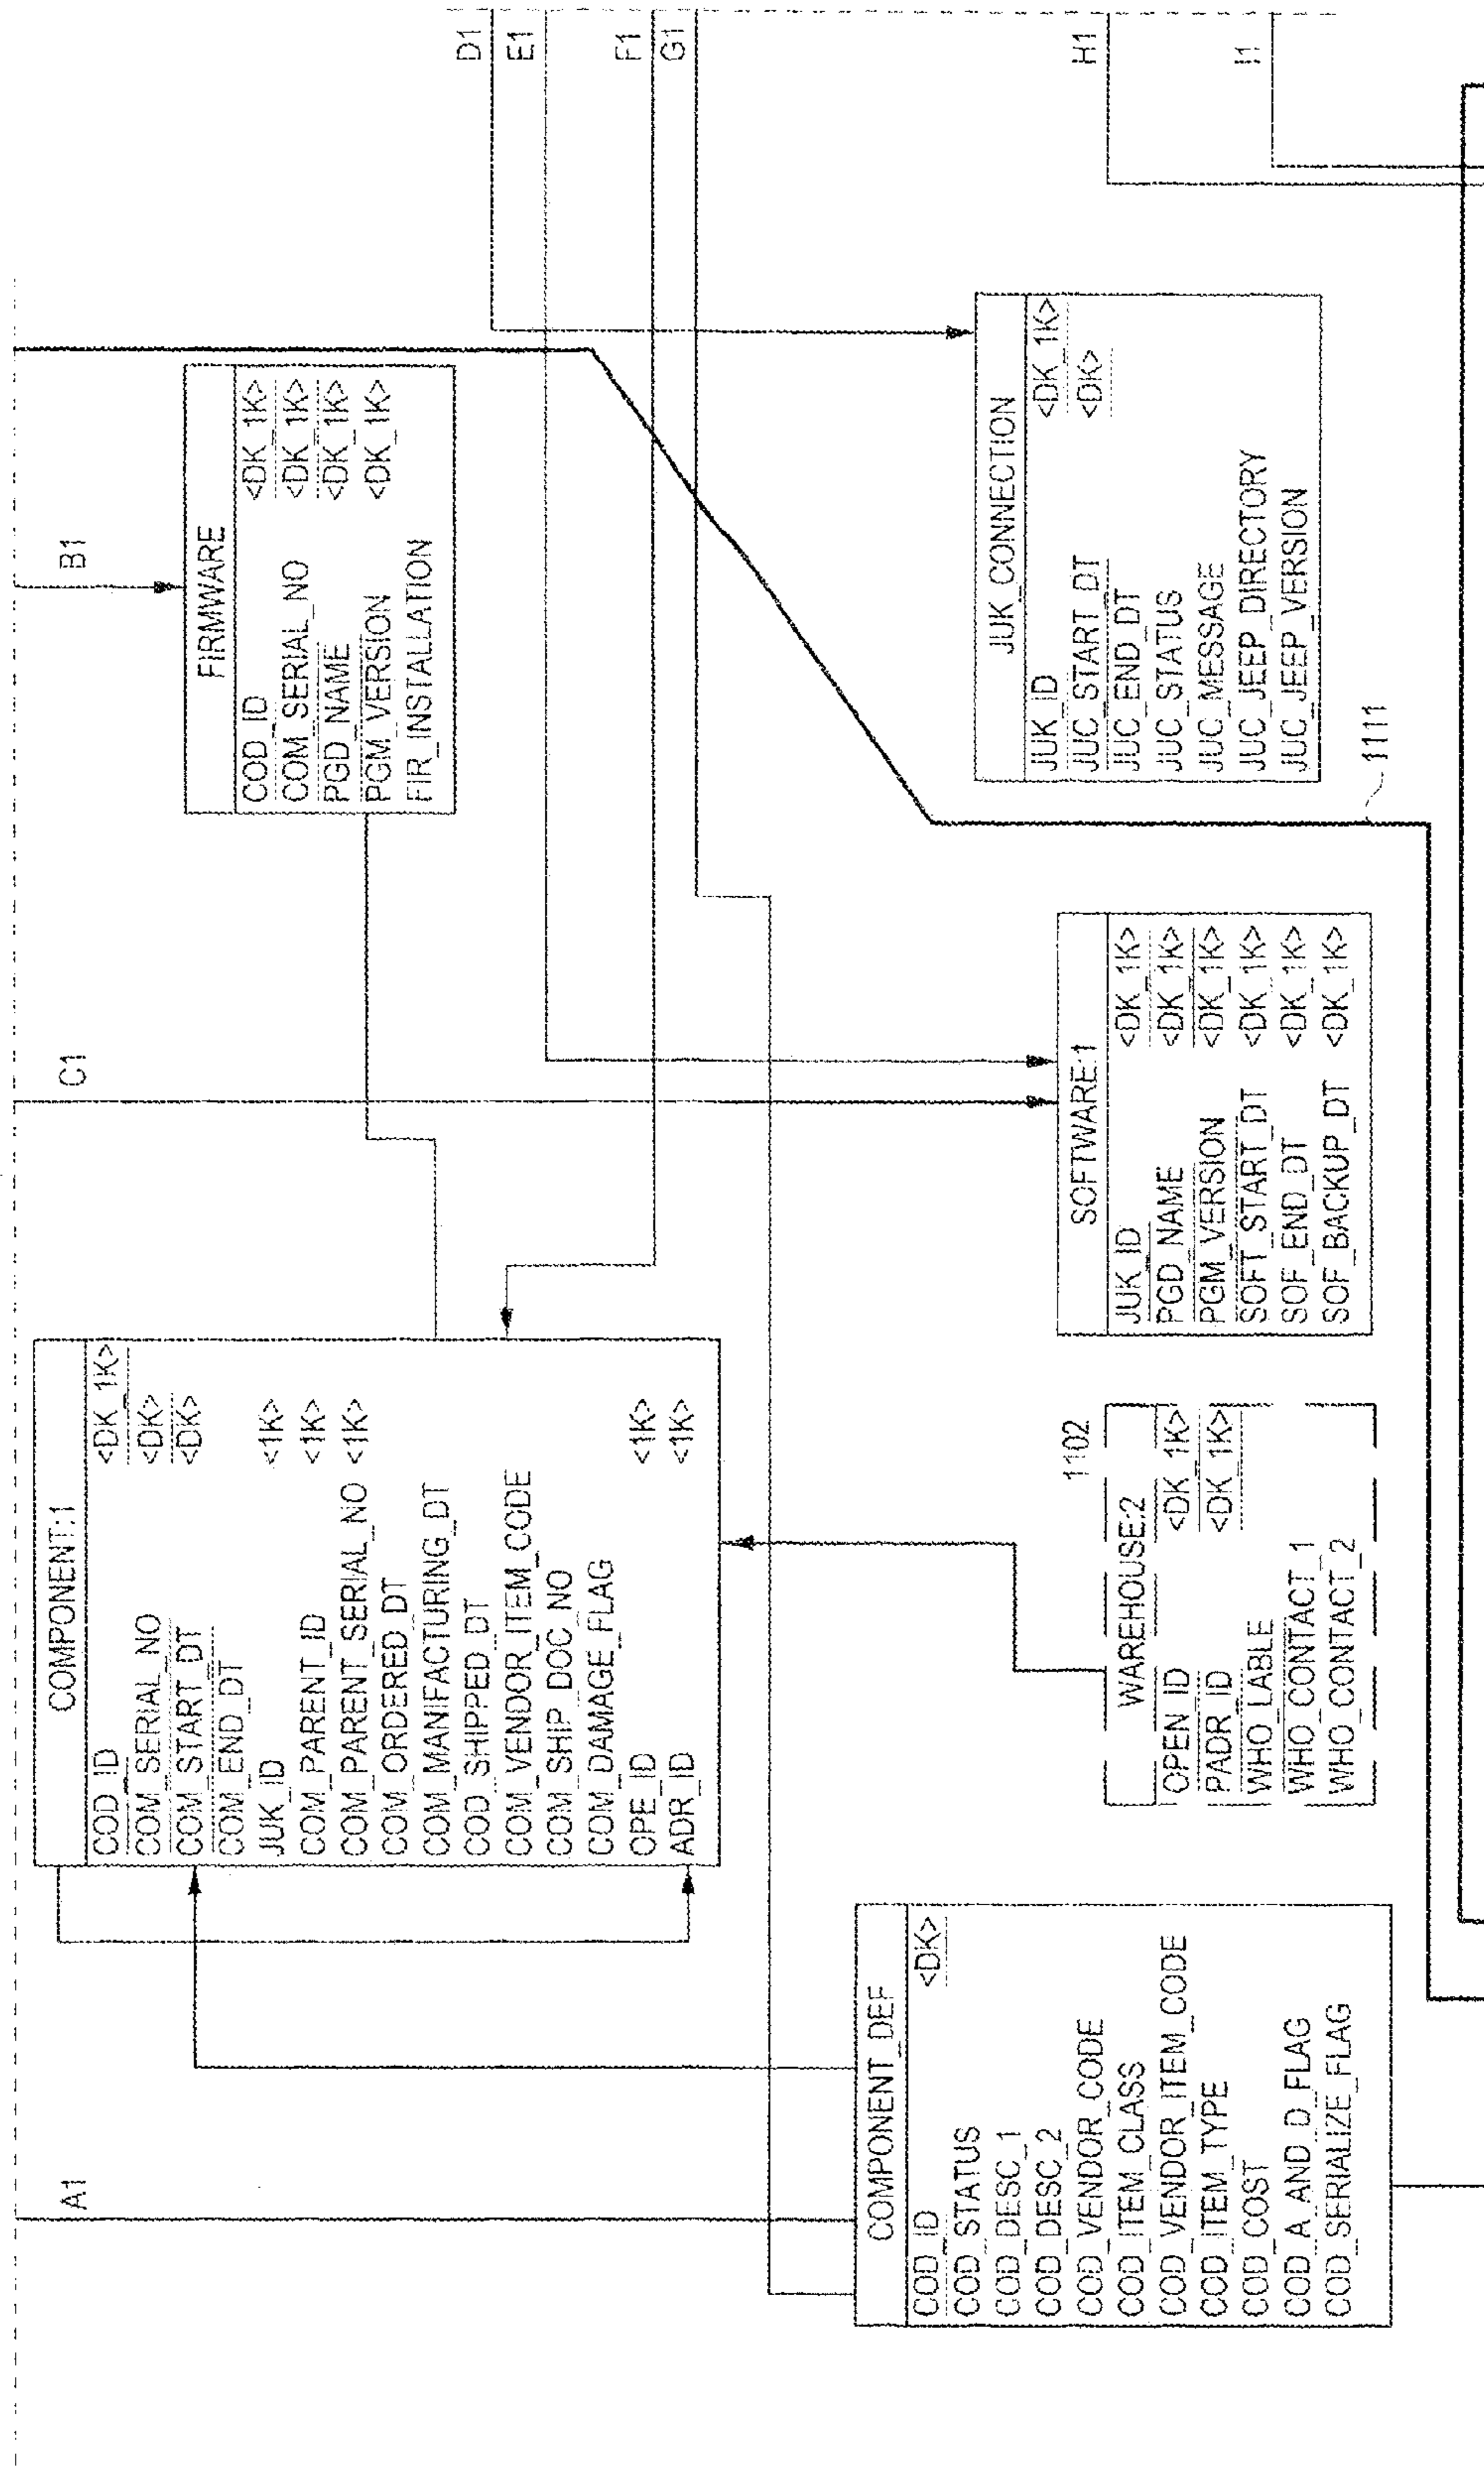 A1
C1
B1
D1
E1
F1
G1
H1
I1
COMPONENT:1
COD_ID <DK_1K>
COM_SERIAL_NO <DK>
COM_START_DT <DK>
COM_END_DT
JUK_ID <1K>
COM_PARENT_ID <1K>
COM_PARENT_SERIAL_NO <1K>
COM_ORDERED_DT
COM_MANIFACTURING_DT
COD_SHIPPED_DT
COM_VENDOR_ITEM_CODE
COM_SHIP_DOC_NO
COM_DAMAGE_FLAG
OPE_ID <1K>
ADR_ID <1K>
FIRMWARE
COD_ID <DK_1K>
COM_SERIAL_NO <DK_1K>
PGD_NAME <DK_1K>
PGM_VERSION <DK_1K>
FIR_INSTALLATION
COMPONENT_DEF
COD_ID <DK>
COD_STATUS
COD_DESC_1
COD_DESC_2
COD_VENDOR_CODE
COD_ITEM_CLASS
COD_VENDOR_ITEM_CODE
COD_ITEM_TYPE
COD_COST
COD_A_AND_D_FLAG
COD_SERIALIZE_FLAG
1102
WAREHOUSE:2
OPEN_ID <DK_1K>
PADR_ID <DK_1K>
WHO_LABLE
WHO_CONTACT_1
WHO_CONTACT_2
SOFTWARE:1
JUK_ID <DK_1K>
PGD_NAME <DK_1K>
PGM_VERSION <DK_1K>
SOFT_START_DT <DK_1K>
SOF_END_DT <DK_1K>
SOF_BACKUP_DT <DK_1K>
JUK_CONNECTION
JUK_ID <DK_1K>
JUC_START_DT <DK>
JUC_END_DT
JUC_STATUS
JUC_MESSAGE
JUC_JEEP_DIRECTORY
JUC_JEEP_VERSION
1111